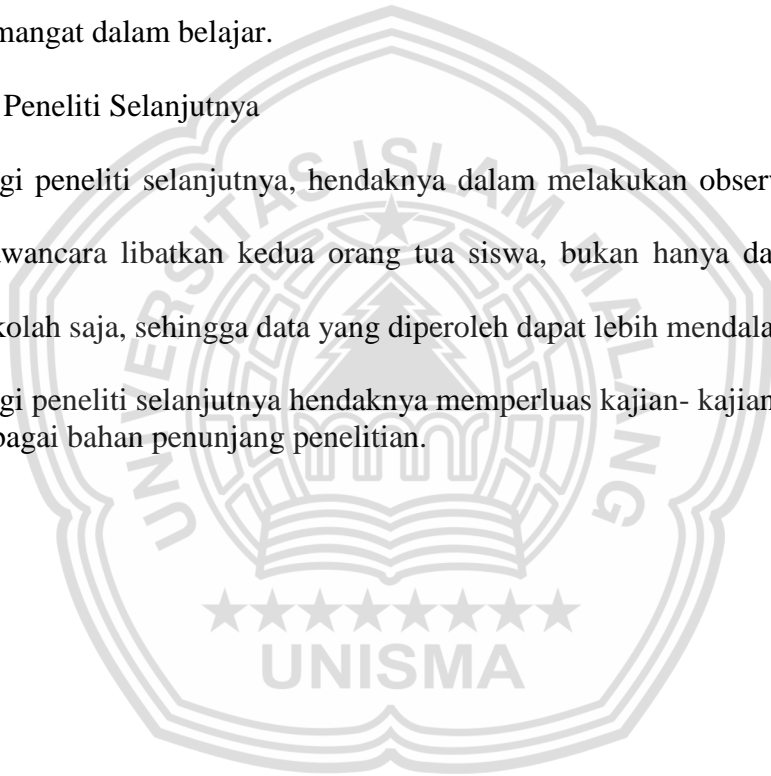 mangat dalam belajar.
Peneliti Selanjutnya
gi peneliti selanjutnya, hendaknya dalam melakukan obser
wancara libatkan kedua orang tua siswa, bukan hanya da
kolah saja, sehingga data yang diperoleh dapat lebih mendala
gi peneliti selanjutnya hendaknya memperluas kajian- kajian
bagai bahan penunjang penelitian.
UNIVERSITAS ISLAM MALANG
UNISMA